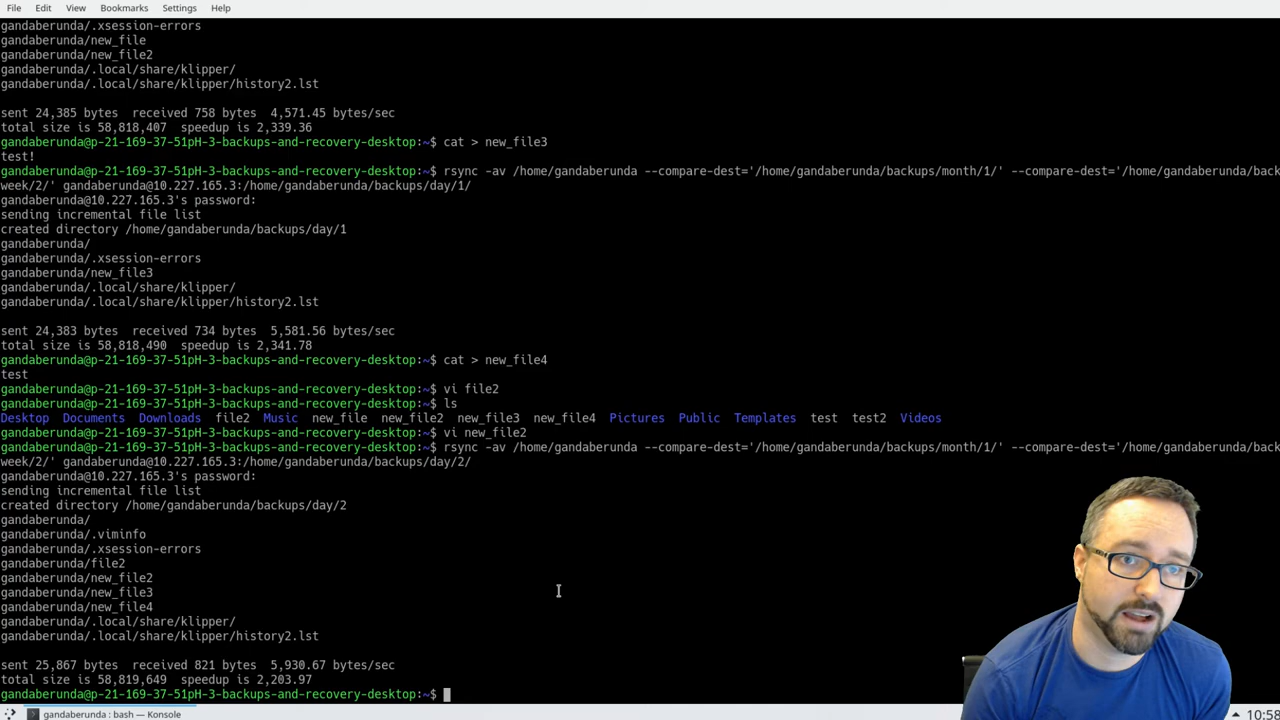 File Edit View Bookmarks Settings Help
gandaberunda/.xsession-errors
gandaberunda/new_file
gandaberunda/new_file2
gandaberunda/.local/share/klipper/
gandaberunda/.local/share/klipper/history2.lst
sent 24,385 bytes  received 758 bytes  4,571.45 bytes/sec
total size is 58,818,407  speedup is 2,339.36
gandaberunda@p-21-169-37-51pH-3-backups-and-recovery-desktop:~$ cat > new_file3
test!
gandaberunda@p-21-169-37-51pH-3-backups-and-recovery-desktop:~$ rsync -av /home/gandaberunda --compare-dest='/home/gandaberunda/backups/month/1/' --compare-dest='/home/gandaberunda/back
week/2/' gandaberunda@10.227.165.3:/home/gandaberunda/backups/day/1/
gandaberunda@10.227.165.3's password:
sending incremental file list
created directory /home/gandaberunda/backups/day/1
gandaberunda/
gandaberunda/.xsession-errors
gandaberunda/new_file3
gandaberunda/.local/share/klipper/
gandaberunda/.local/share/klipper/history2.lst
sent 24,383 bytes  received 734 bytes  5,581.56 bytes/sec
total size is 58,818,490  speedup is 2,341.78
gandaberunda@p-21-169-37-51pH-3-backups-and-recovery-desktop:~$ cat > new_file4
test
gandaberunda@p-21-169-37-51pH-3-backups-and-recovery-desktop:~$ vi file2
gandaberunda@p-21-169-37-51pH-3-backups-and-recovery-desktop:~$ ls
Desktop  Documents  Downloads  file2  Music  new_file  new_file2  new_file3  new_file4  Pictures  Public  Templates  test  test2  Videos
gandaberunda@p-21-169-37-51pH-3-backups-and-recovery-desktop:~$ vi new_file2
gandaberunda@p-21-169-37-51pH-3-backups-and-recovery-desktop:~$ rsync -av /home/gandaberunda --compare-dest='/home/gandaberunda/backups/month/1/' --compare-dest='/home/gandaberunda/back
week/2/' gandaberunda@10.227.165.3:/home/gandaberunda/backups/day/2/
gandaberunda@10.227.165.3's password:
sending incremental file list
created directory /home/gandaberunda/backups/day/2
gandaberunda/
gandaberunda/.viminfo
gandaberunda/.xsession-errors
gandaberunda/file2
gandaberunda/new_file2
gandaberunda/new_file3
gandaberunda/new_file4
gandaberunda/.local/share/klipper/
gandaberunda/.local/share/klipper/history2.lst
sent 25,867 bytes  received 821 bytes  5,930.67 bytes/sec
total size is 58,819,649  speedup is 2,203.97
gandaberunda@p-21-169-37-51pH-3-backups-and-recovery-desktop:~$
gandaberunda : bash — Konsole
10:58